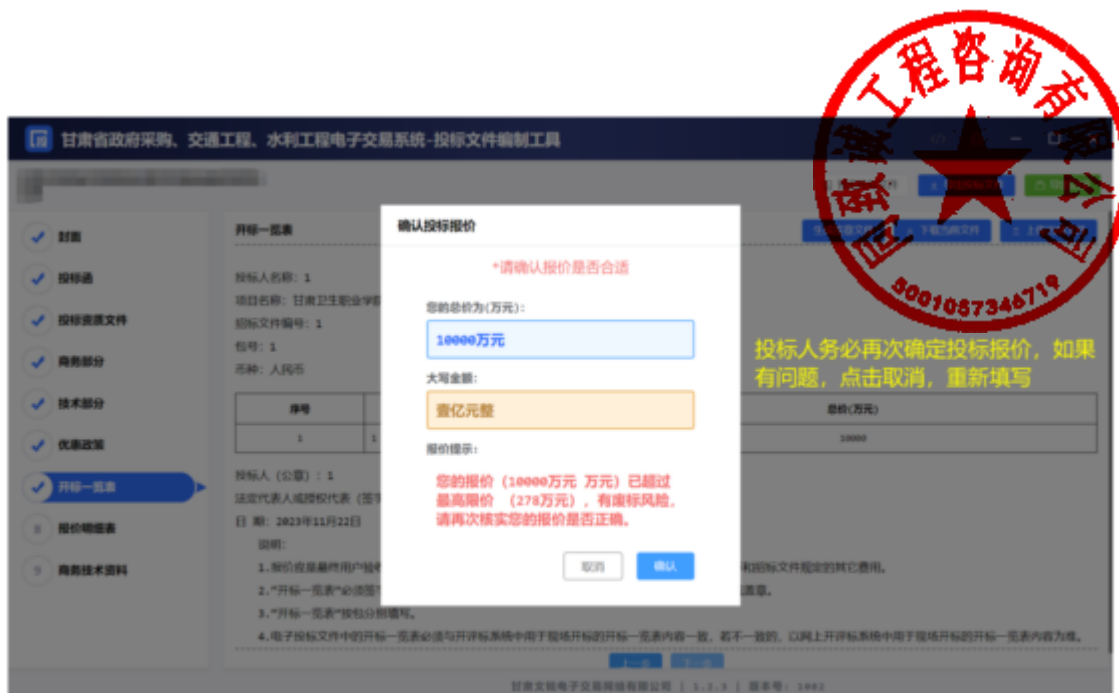 甘肃省政府采购、交通工程、水利工程电子交易系统-投标文件编制工具
封面
投标函
投标资质文件
商务部分
技术部分
优惠政策
开标一览表
8 报价明细表
9 商务技术资料
开标一览表
下载当前文件
投标人名称: 1
项目名称: 甘肃卫生职业学院
招标文件编号: 1
包号: 1
币种: 人民币
序号
总价(万元)
1
1
10000
投标人（公章）: 1
法定代表人或授权代表（签字
日 期: 2023年11月22日
说明:
1.报价应是最终用户验收
和招标文件规定的其它费用。
2."开标一览表"必须签字
盖章。
3."开标一览表"按包分别填写。
4.电子投标文件中的开标一览表必须与开评标系统中用于现场开标的开标一览表内容一致，若不一致的，以网上开评标系统中用于现场开标的开标一览表内容为准。
上一步
下一步
甘肃文锐电子交易网络有限公司 | 1.2.3 | 版本号: 1002
确认投标报价
*请确认报价是否合适
您的总价为(万元):
10000万元
大写金额:
壹亿元整
报价提示:
您的报价（10000万元 万元）已超过
最高限价 （278万元）, 有废标风险,
请再次核实您的报价是否正确。
取消
确认
投标人务必再次确定投标报价，如果
有问题，点击取消，重新填写
致诚工程咨询有限公司
5001057346719